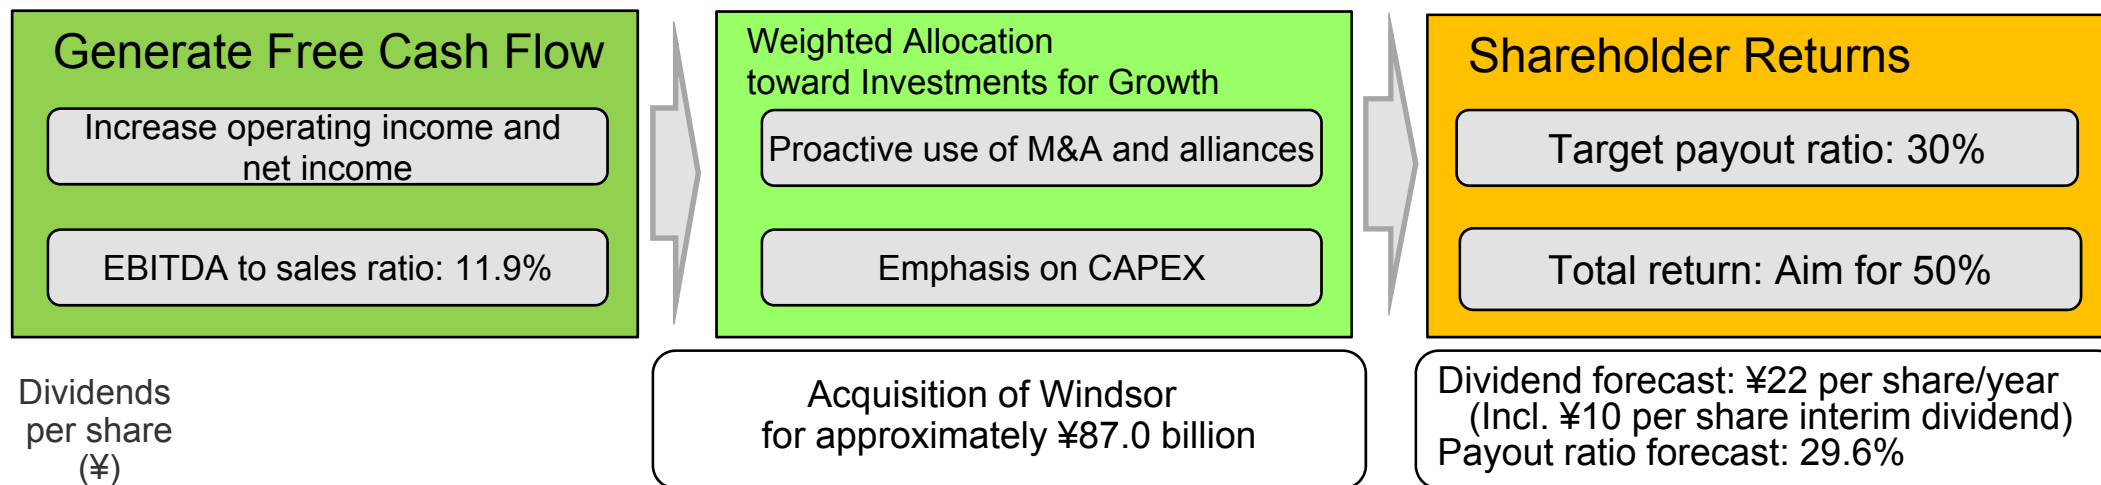 Generate Free Cash Flow
Increase operating income and
net income
EBITDA to sales ratio: 11.9%
Weighted Allocation
toward Investments for Growth
Proactive use of M&A and alliances
Emphasis on CAPEX
Shareholder Returns
Target payout ratio: 30%
Total return: Aim for 50%
Dividends
per share
(¥)
Acquisition of Windsor
for approximately ¥87.0 billion
Dividend forecast: ¥22 per share/year
(Incl. ¥10 per share interim dividend)
Payout ratio forecast: 29.6%